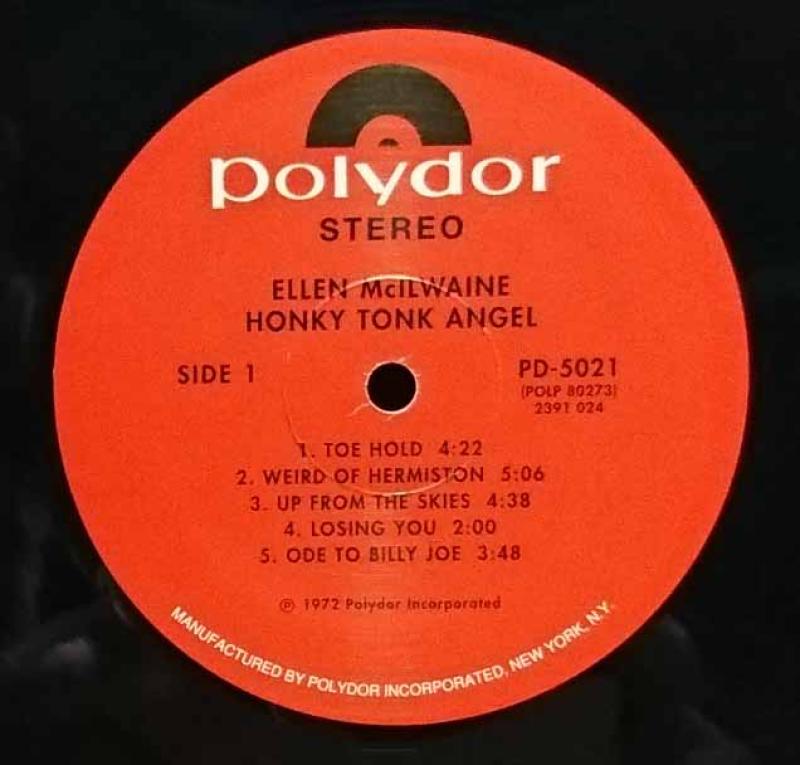 polydor
STEREO
ELLEN McILWAINE
HONKY TONK ANGEL
SIDE 1
PD-5021
(POLP 80273)
2391 024
1. TOE HOLD 4:22
2. WEIRD OF HERMISTON 5:06
3. UP FROM THE SKIES 4:38
4. LOSING YOU 2:00
5. ODE TO BILLY JOE 3:48
℗ 1972 Polydor Incorporated
MANUFACTURED BY POLYDOR INCORPORATED, NEW YORK, N.Y.